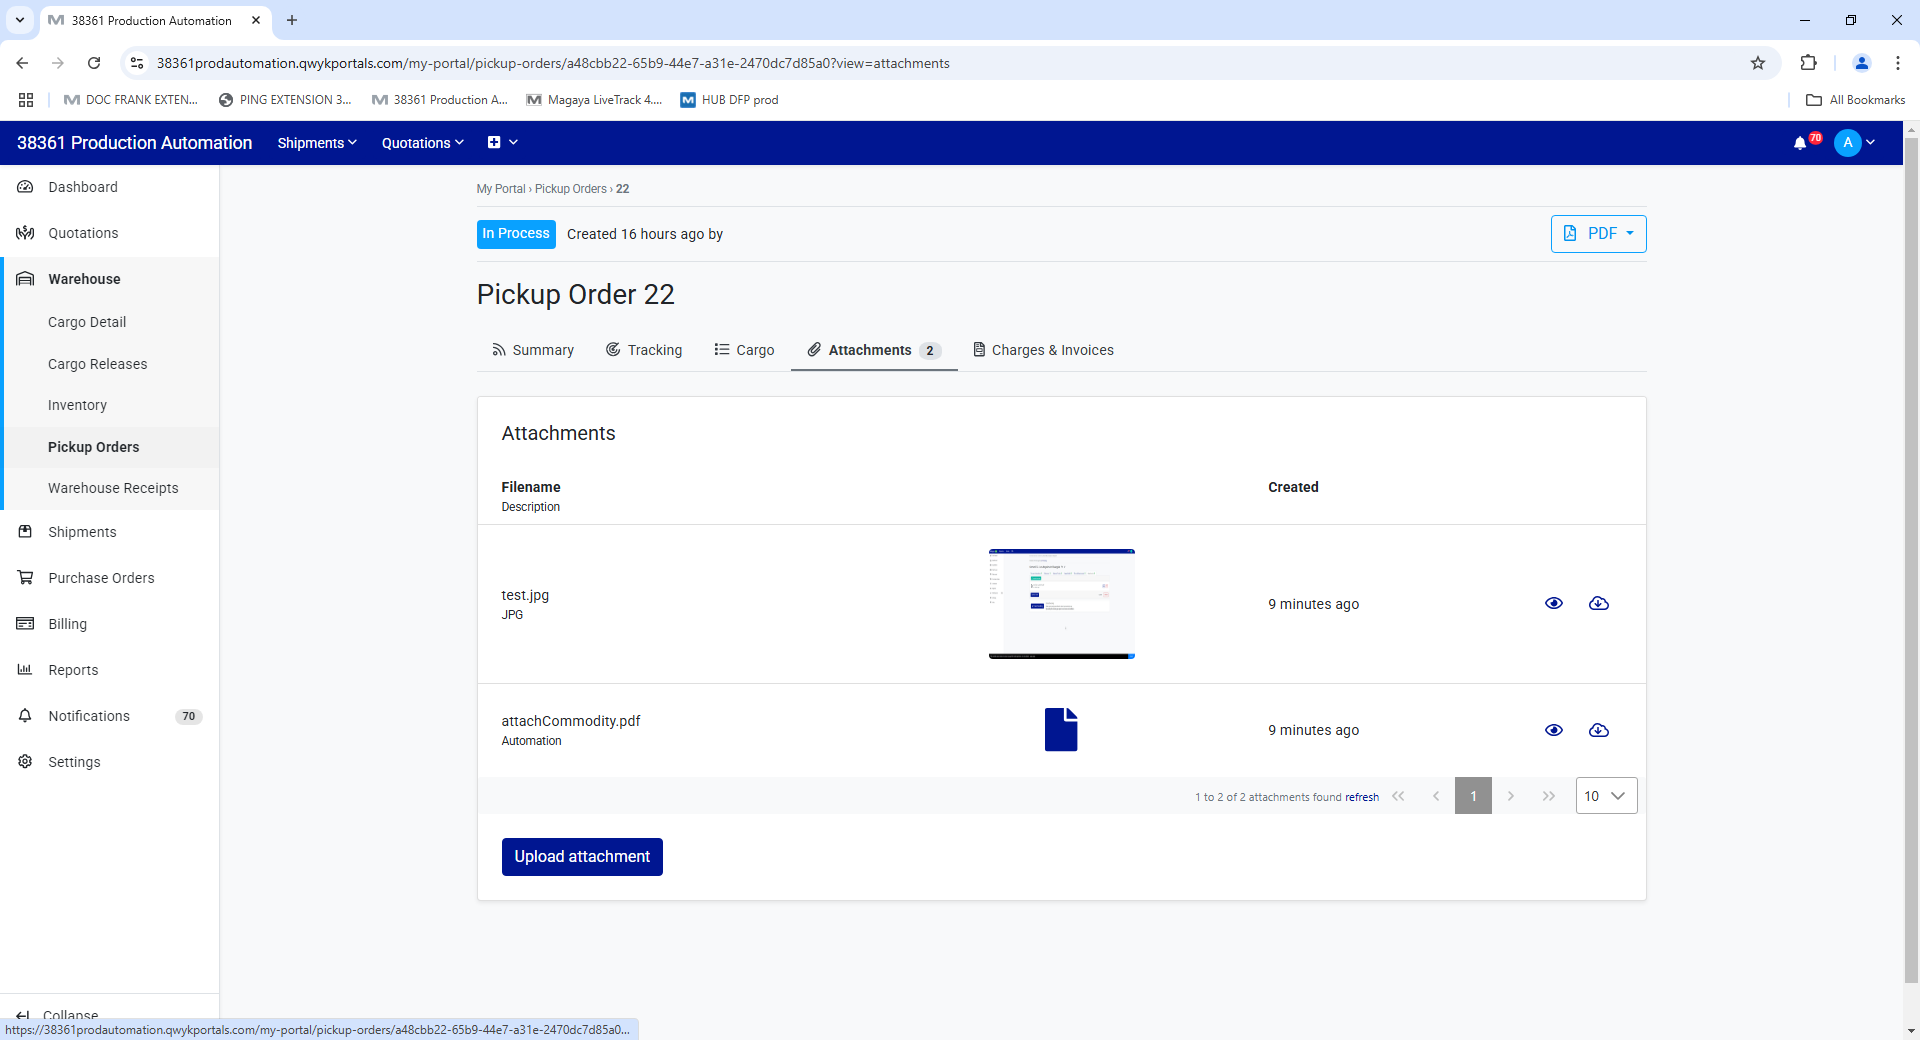 38361 Production Automation
38361prodautomation.qwykportals.com/my-portal/pickup-orders/a48cbb22-65b9-44e7-a31e-2470dc7d85a0?view=attachments
DOC FRANK EXTEN...
PING EXTENSION 3...
38361 Production A...
Magaya LiveTrack 4....
HUB DFP prod
All Bookmarks
38361 Production Automation
Shipments
Quotations
70
A
Dashboard
Quotations
Warehouse
Cargo Detail
Cargo Releases
Inventory
Pickup Orders
Warehouse Receipts
Shipments
Purchase Orders
Billing
Reports
Notifications 70
Settings
Collapse
My Portal › Pickup Orders › 22
In Process Created 16 hours ago by
PDF
Pickup Order 22
Summary
Tracking
Cargo
Attachments 2
Charges & Invoices
Attachments
Filename
Description
Created
test.jpg
JPG
9 minutes ago
attachCommodity.pdf
Automation
9 minutes ago
1 to 2 of 2 attachments found refresh
1
10
Upload attachment
https://38361prodautomation.qwykportals.com/my-portal/pickup-orders/a48cbb22-65b9-44e7-a31e-2470dc7d85a0...